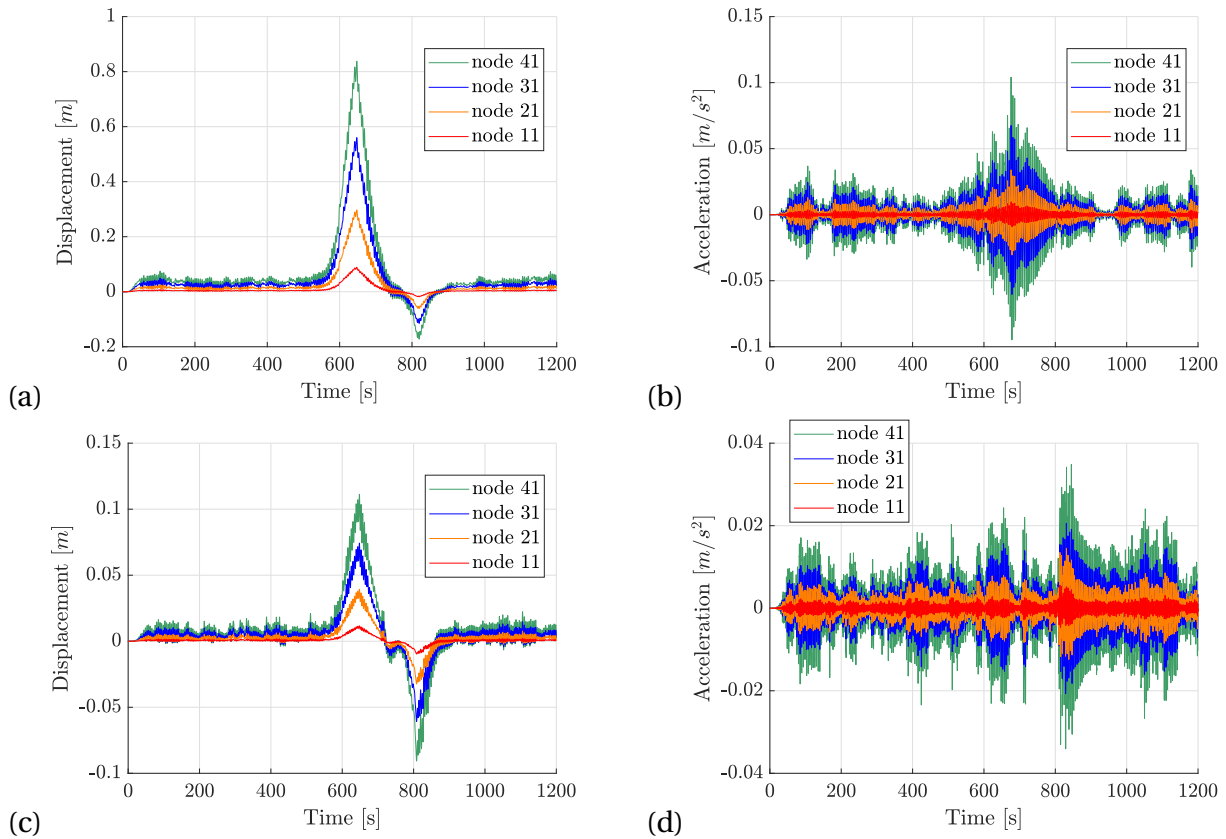 1
0.8
0.6
0.4
0.2
0
-0.2
Displacement [m]
0 200 400 600 800 1000 1200
Time [s]
node 41
node 31
node 21
node 11
(a)
0.15
0.1
0.05
0
-0.05
-0.1
Acceleration [m/s²]
0 200 400 600 800 1000 1200
Time [s]
node 41
node 31
node 21
node 11
(b)
0.15
0.1
0.05
0
-0.05
-0.1
Displacement [m]
0 200 400 600 800 1000 1200
Time [s]
node 41
node 31
node 21
node 11
(c)
0.04
0.02
0
-0.02
-0.04
Acceleration [m/s²]
0 200 400 600 800 1000 1200
Time [s]
node 41
node 31
node 21
node 11
(d)